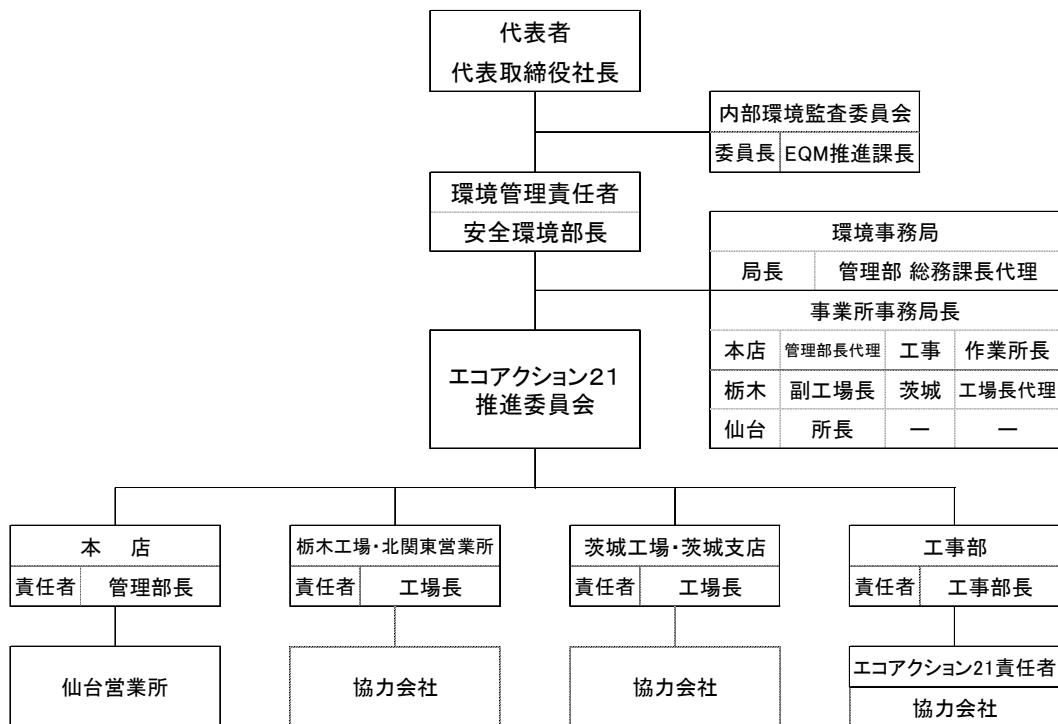 代表者
代表取締役社長
内部環境監査委員会
委員長 EQM推進課長
環境管理責任者
安全環境部長
環境事務局
局長 管理部 総務課長代理
事業所事務局長
本店 管理部長代理 工事 作業所長
栃木 副工場長 茨城 工場長代理
仙台 所長 ― ―
エコアクション21
推進委員会
本 店
責任者 管理部長
栃木工場・北関東営業所
責任者 工場長
茨城工場・茨城支店
責任者 工場長
工事部
責任者 工事部長
仙台営業所
協力会社
協力会社
エコアクション21責任者
協力会社